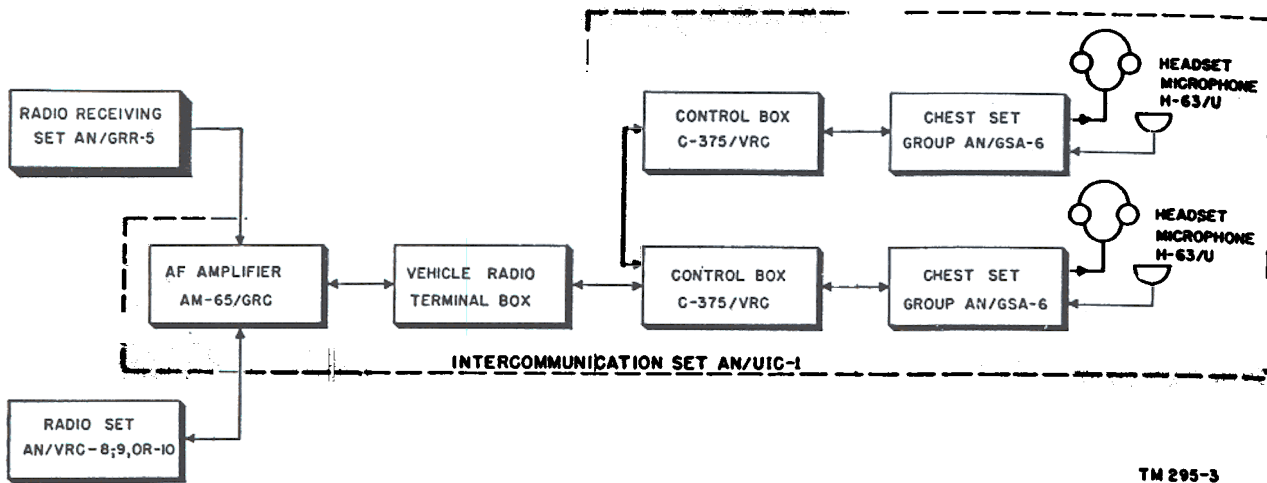 HEADSET
MICROPHONE
H-63/U
RADIO RECEIVING
SET AN/GRR-5
CONTROL BOX
C-375/VRC
CHEST SET
GROUP AN/GSA-6
HEADSET
MICROPHONE
H-63/U
AF AMPLIFIER
AM-65/GRC
VEHICLE RADIO
TERMINAL BOX
CONTROL BOX
C-375/VRC
CHEST SET
GROUP AN/GSA-6
INTERCOMMUNICATION SET AN/UIC-1
RADIO SET
AN/VRC-8,9,OR-10
TM 295-3